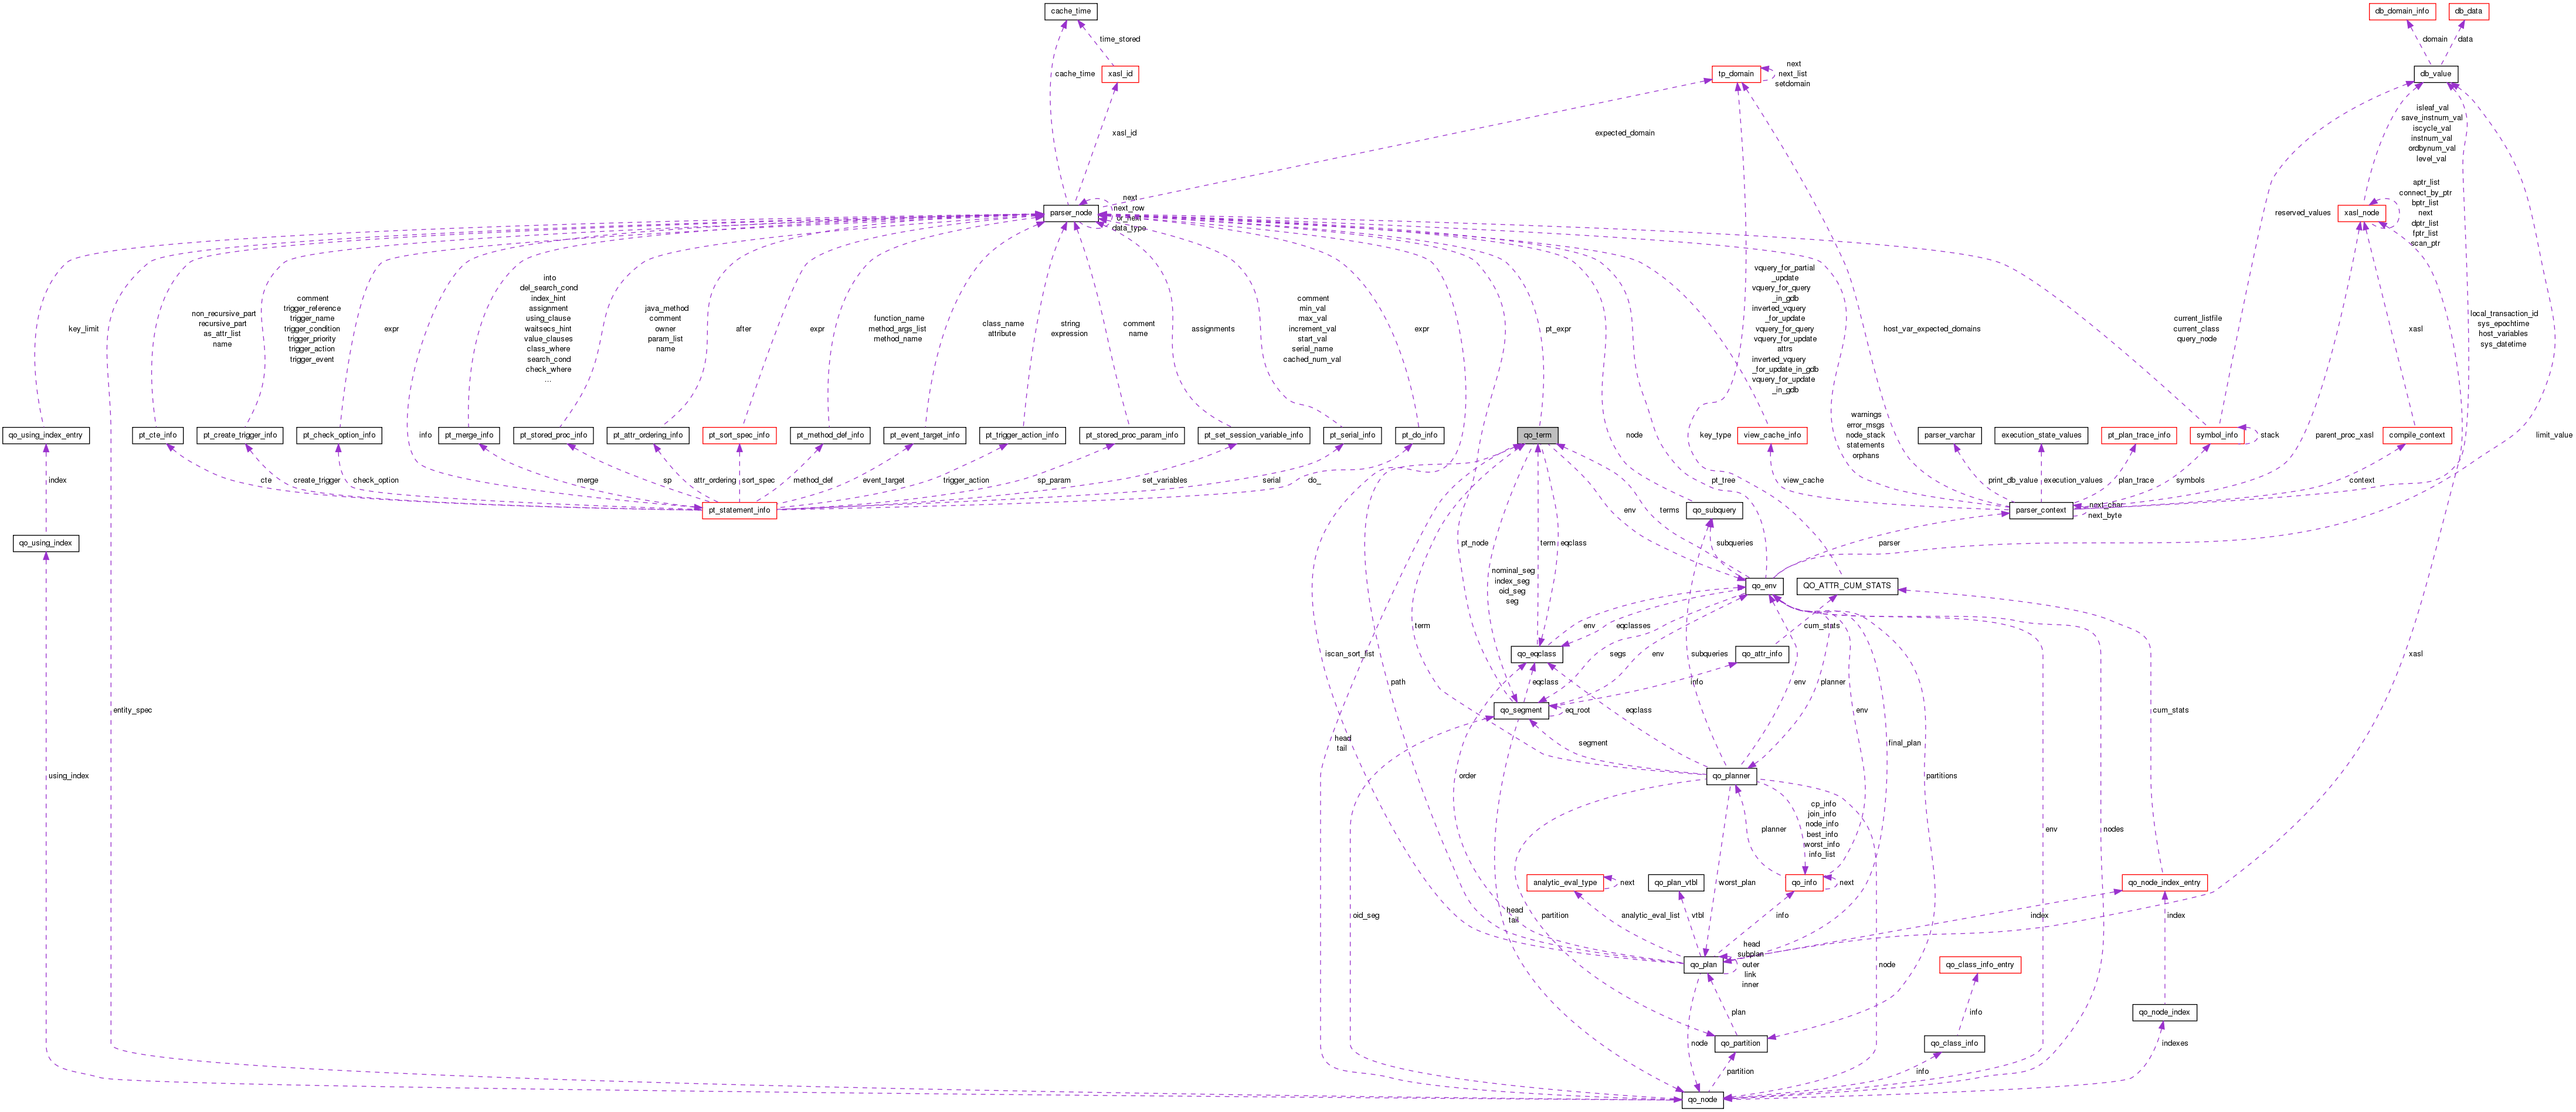 cache_time
db_domain_info
db_data
time_stored
domain
data
cache_time
xasl_id
tp_domain
next
next_list
setdomain
db_value
xasl_id
expected_domain
isleaf_val
save_instnum_val
iscycle_val
instnum_val
ordbynum_val
level_val
parser_node
next
next_row
or_next
data_type
reserved_values
xasl_node
aptr_list
connect_by_ptr
bptr_list
next
dptr_list
fptr_list
scan_ptr
key_limit
non_recursive_part
recursive_part
as_attr_list
name
comment
trigger_reference
trigger_name
trigger_condition
trigger_priority
trigger_action
trigger_event
expr
into
del_search_cond
index_hint
assignment
using_clause
waitsecs_hint
value_clauses
class_where
search_cond
check_where
...
java_method
comment
owner
param_list
name
after
expr
function_name
method_args_list
method_name
class_name
attribute
string
expression
comment
name
assignments
comment
min_val
max_val
increment_val
start_val
serial_name
cached_num_val
expr
pt_expr
vquery_for_partial
_update
vquery_for_query
_in_gdb
inverted_vquery
_for_update
vquery_for_query
vquery_for_update
attrs
inverted_vquery
_for_update_in_gdb
vquery_for_update
_in_gdb
host_var_expected_domains
current_listfile
current_class
query_node
xasl
local_transaction_id
sys_epochtime
host_variables
sys_datetime
qo_using_index_entry
pt_cte_info
pt_create_trigger_info
pt_check_option_info
info
pt_merge_info
pt_stored_proc_info
pt_attr_ordering_info
pt_sort_spec_info
pt_method_def_info
pt_event_target_info
pt_trigger_action_info
pt_stored_proc_param_info
pt_set_session_variable_info
pt_serial_info
pt_do_info
qo_term
node
key_type
view_cache_info
warnings
error_msgs
node_stack
statements
orphans
parser_varchar
execution_state_values
pt_plan_trace_info
symbol_info
stack
parent_proc_xasl
compile_context
limit_value
index
cte
create_trigger
check_option
merge
sp
attr_ordering
sort_spec
method_def
event_target
trigger_action
sp_param
set_variables
serial
do_
pt_tree
view_cache
print_db_value
execution_values
plan_trace
symbols
context
pt_statement_info
env
terms
qo_subquery
parser_context
next_char
next_byte
qo_using_index
pt_node
term
eqclass
subqueries
parser
nominal_seg
index_seg
oid_seg
seg
qo_env
QO_ATTR_CUM_STATS
term
env
eqclasses
cum_stats
iscan_sort_list
qo_eqclass
segs
env
subqueries
qo_attr_info
xasl
entity_spec
path
eqclass
info
env
planner
qo_segment
eq_root
eqclass
env
cum_stats
head
tail
segment
final_plan
using_index
order
qo_planner
partitions
cp_info
join_info
node_info
best_info
worst_info
info_list
planner
env
nodes
analytic_eval_type
next
qo_plan_vtbl
worst_plan
qo_info
next
qo_node_index_entry
oid_seg
head
tail
partition
analytic_eval_list
vtbl
info
index
index
qo_plan
head
subplan
outer
link
inner
node
qo_class_info_entry
plan
info
qo_node_index
node
qo_partition
qo_class_info
indexes
partition
info
qo_node